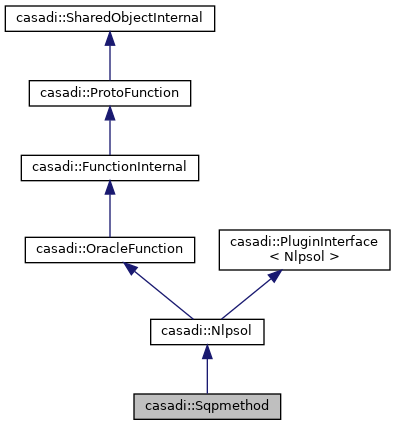 casadi::SharedObjectInternal
casadi::ProtoFunction
casadi::FunctionInternal
casadi::OracleFunction
casadi::PluginInterface
< Nlpsol >
casadi::Nlpsol
casadi::Sqpmethod